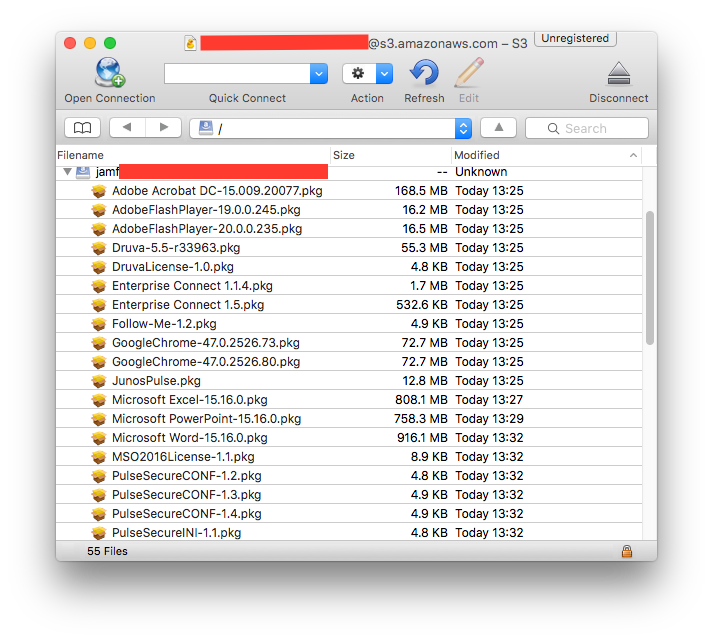 @s3.amazonaws.com – S3 Unregistered
Open Connection Quick Connect Action Refresh Edit Disconnect
/ Search
Filename Size Modified
jamf -- Unknown
Adobe Acrobat DC-15.009.20077.pkg 168.5 MB Today 13:25
AdobeFlashPlayer-19.0.0.245.pkg 16.2 MB Today 13:25
AdobeFlashPlayer-20.0.0.235.pkg 16.5 MB Today 13:25
Druva-5.5-r33963.pkg 55.3 MB Today 13:25
DruvaLicense-1.0.pkg 4.8 KB Today 13:25
Enterprise Connect 1.1.4.pkg 1.7 MB Today 13:25
Enterprise Connect 1.5.pkg 532.6 KB Today 13:25
Follow-Me-1.2.pkg 4.9 KB Today 13:25
GoogleChrome-47.0.2526.73.pkg 72.7 MB Today 13:25
GoogleChrome-47.0.2526.80.pkg 72.7 MB Today 13:25
JunosPulse.pkg 12.8 MB Today 13:25
Microsoft Excel-15.16.0.pkg 808.1 MB Today 13:27
Microsoft PowerPoint-15.16.0.pkg 758.3 MB Today 13:29
Microsoft Word-15.16.0.pkg 916.1 MB Today 13:32
MSO2016License-1.1.pkg 8.9 KB Today 13:32
PulseSecureCONF-1.2.pkg 4.8 KB Today 13:32
PulseSecureCONF-1.3.pkg 4.9 KB Today 13:32
PulseSecureCONF-1.4.pkg 4.9 KB Today 13:32
PulseSecureINI-1.1.pkg 4.8 KB Today 13:32
55 Files